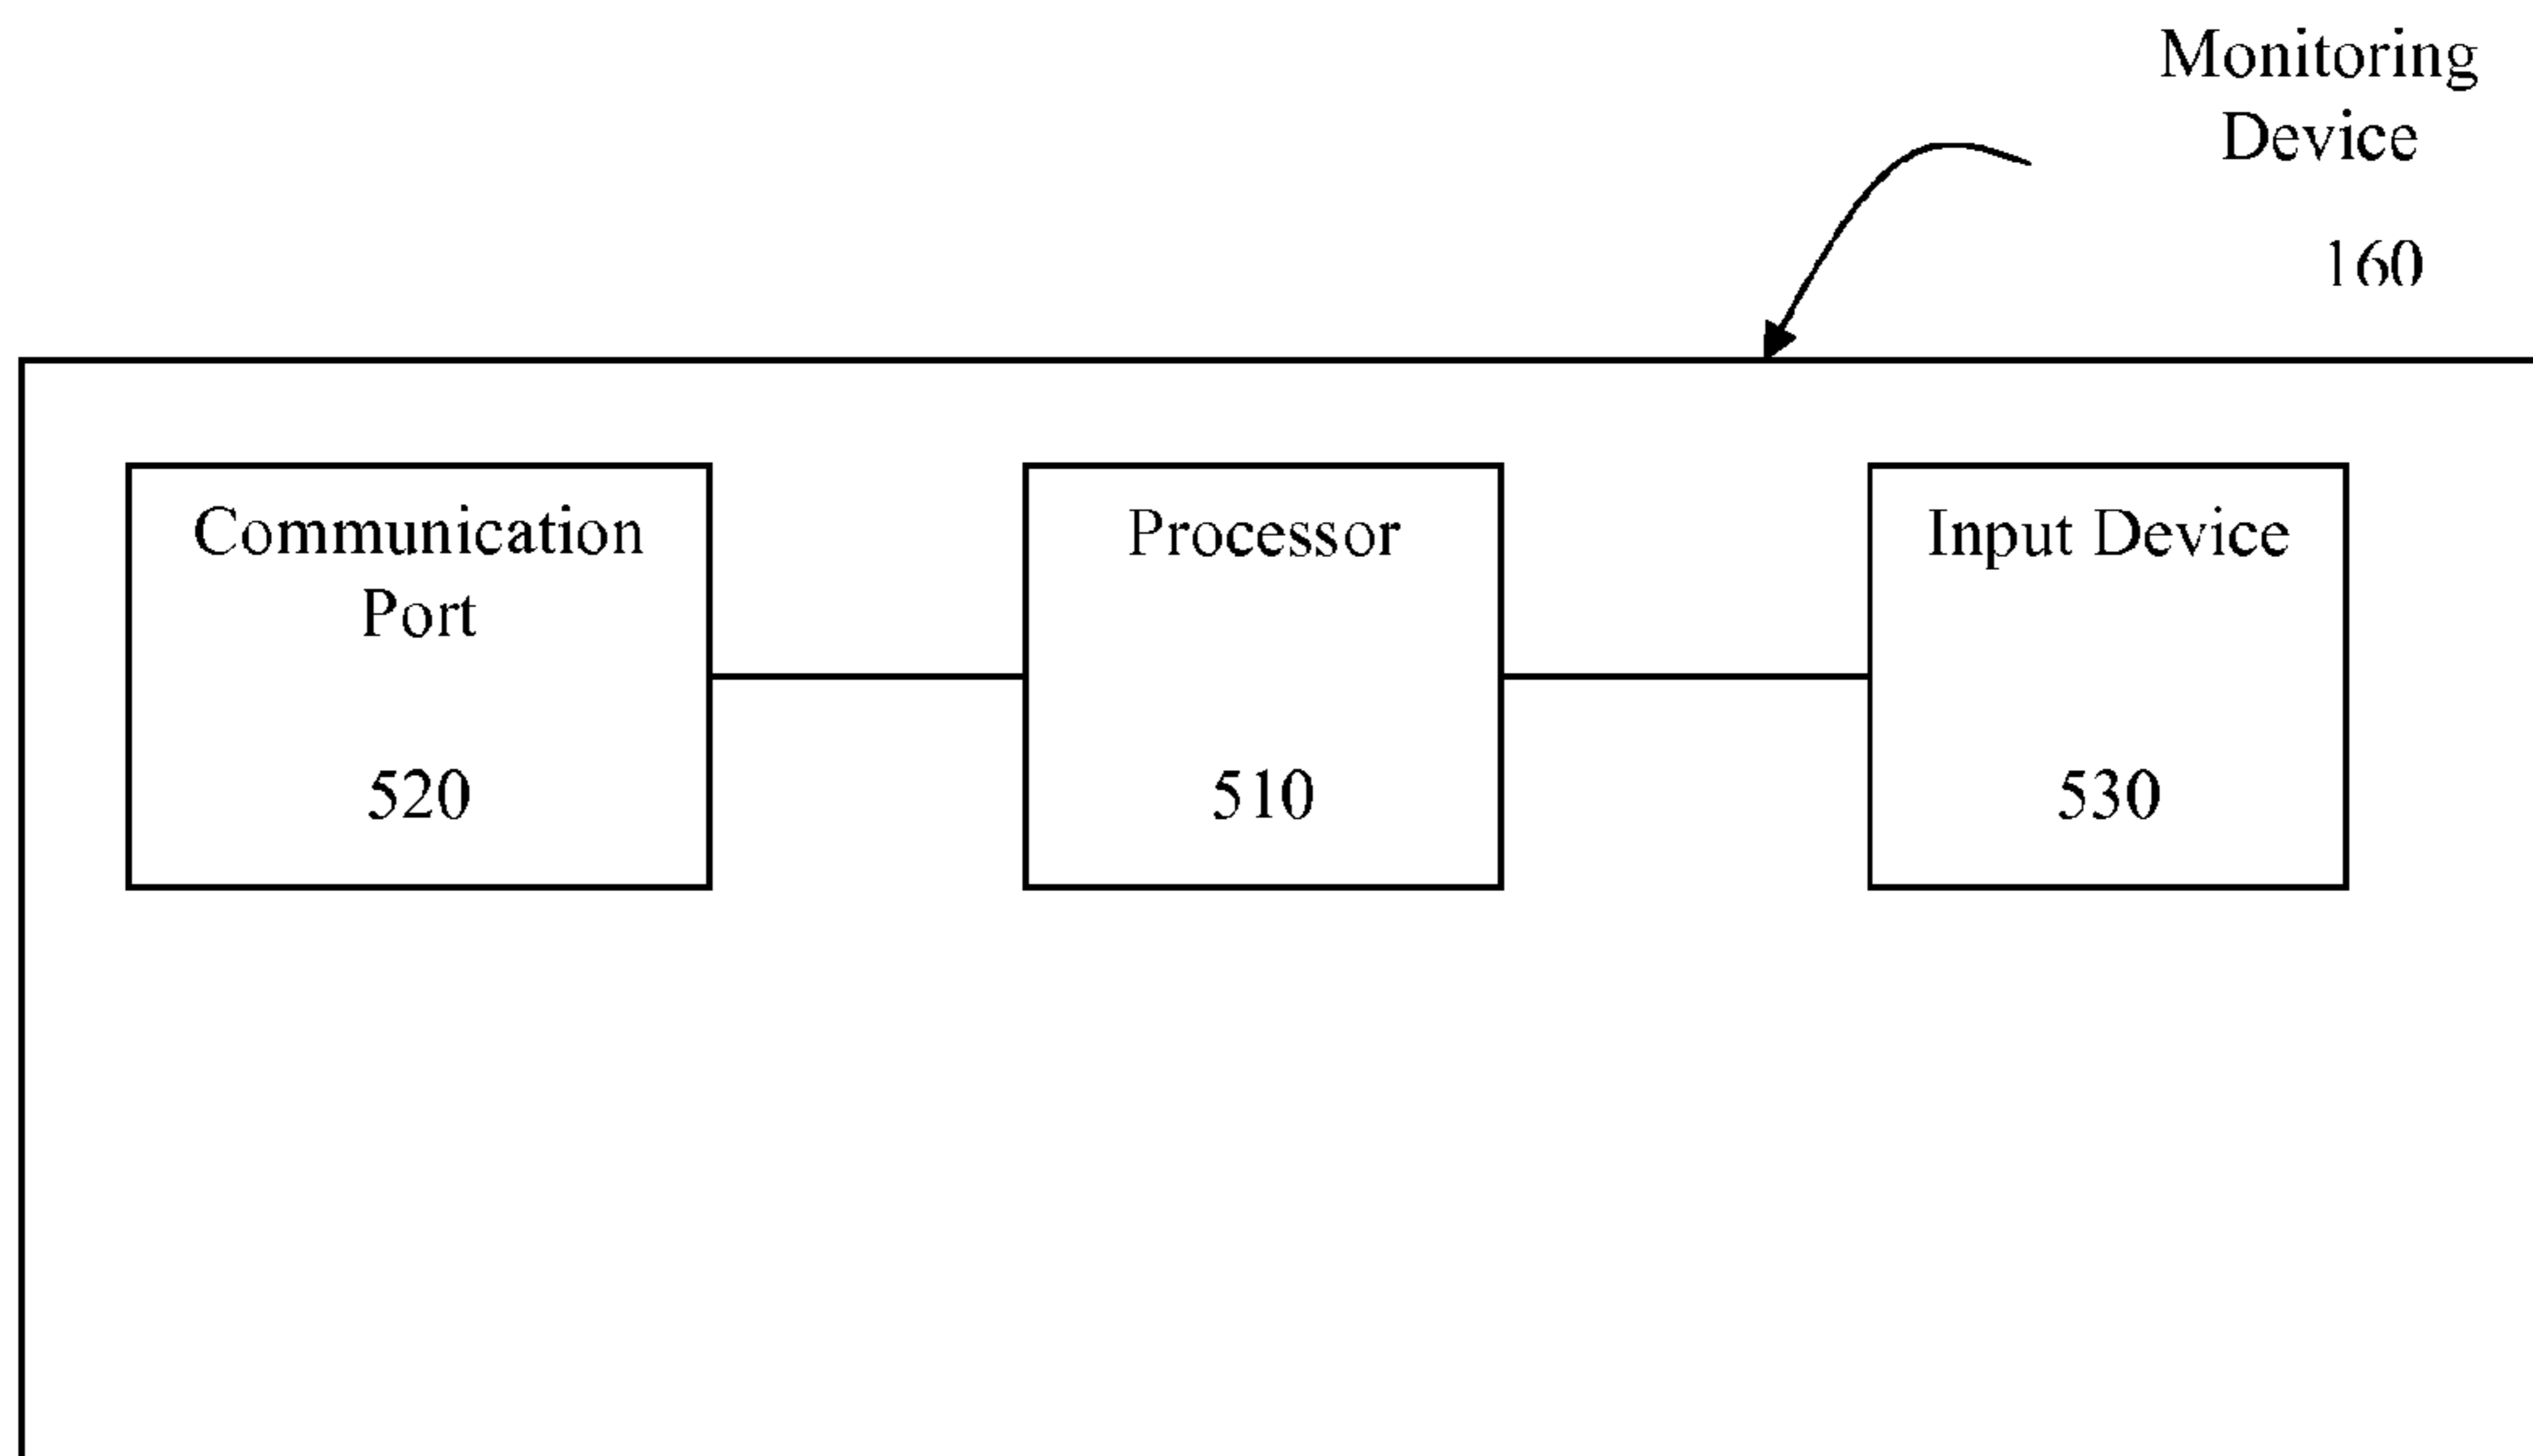 Monitoring
Device
160
Communication
Port
520
Processor
510
Input Device
530